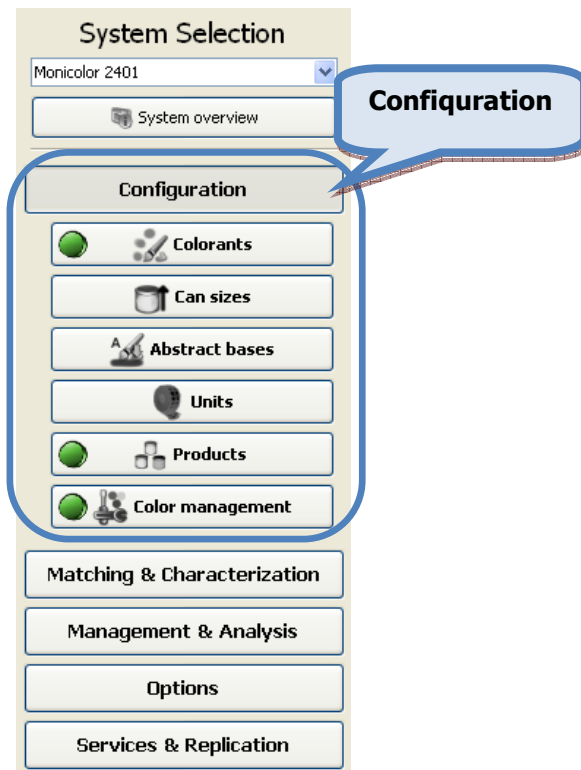 System Selection
Monicolor 2401
System overview
Confiquration
Configuration
Colorants
Can sizes
A
Abstract bases
Units
Products
Color management
Matching & Characterization
Management & Analysis
Options
Services & Replication